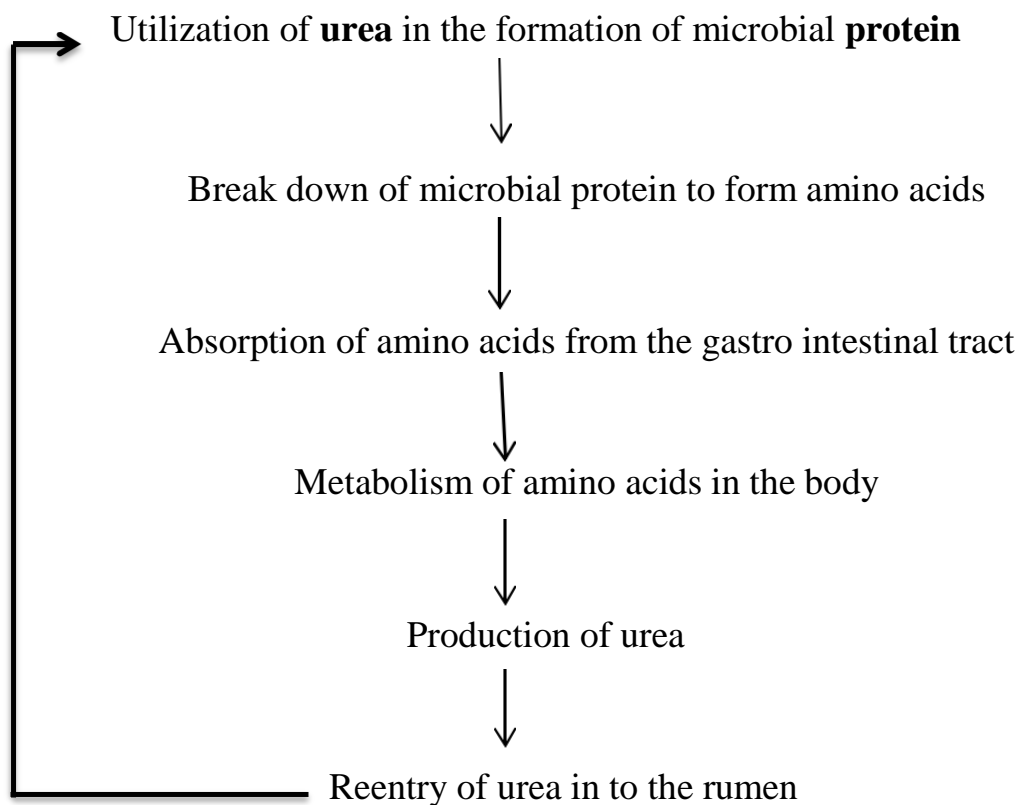 Utilization of urea in the formation of microbial protein
Break down of microbial protein to form amino acids
Absorption of amino acids from the gastro intestinal tract
Metabolism of amino acids in the body
Production of urea
Reentry of urea in to the rumen